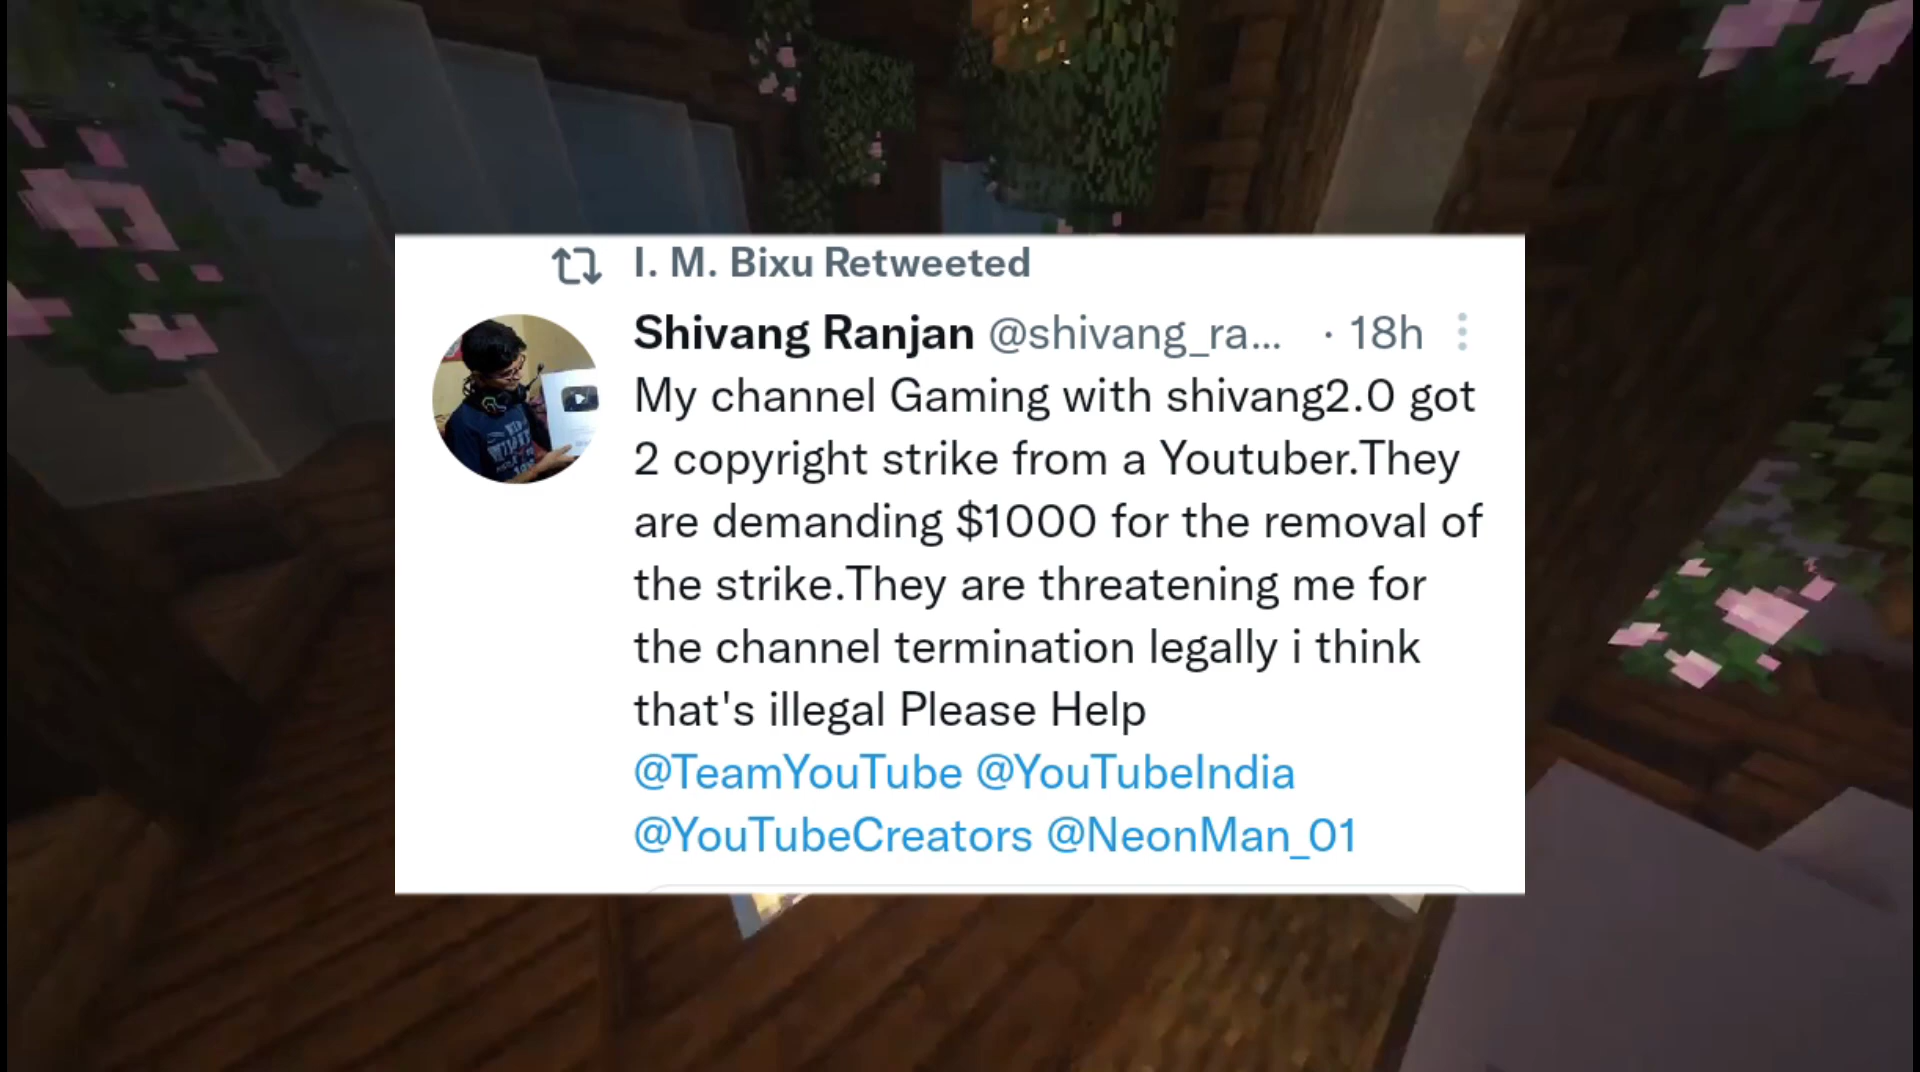 I. M. Bixu Retweeted
Shivang Ranjan @shivang_ra... · 18h
My channel Gaming with shivang2.0 got
2 copyright strike from a Youtuber.They
are demanding $1000 for the removal of
the strike.They are threatening me for
the channel termination legally i think
that's illegal Please Help
@TeamYouTube @YouTubeIndia
@YouTubeCreators @NeonMan_01